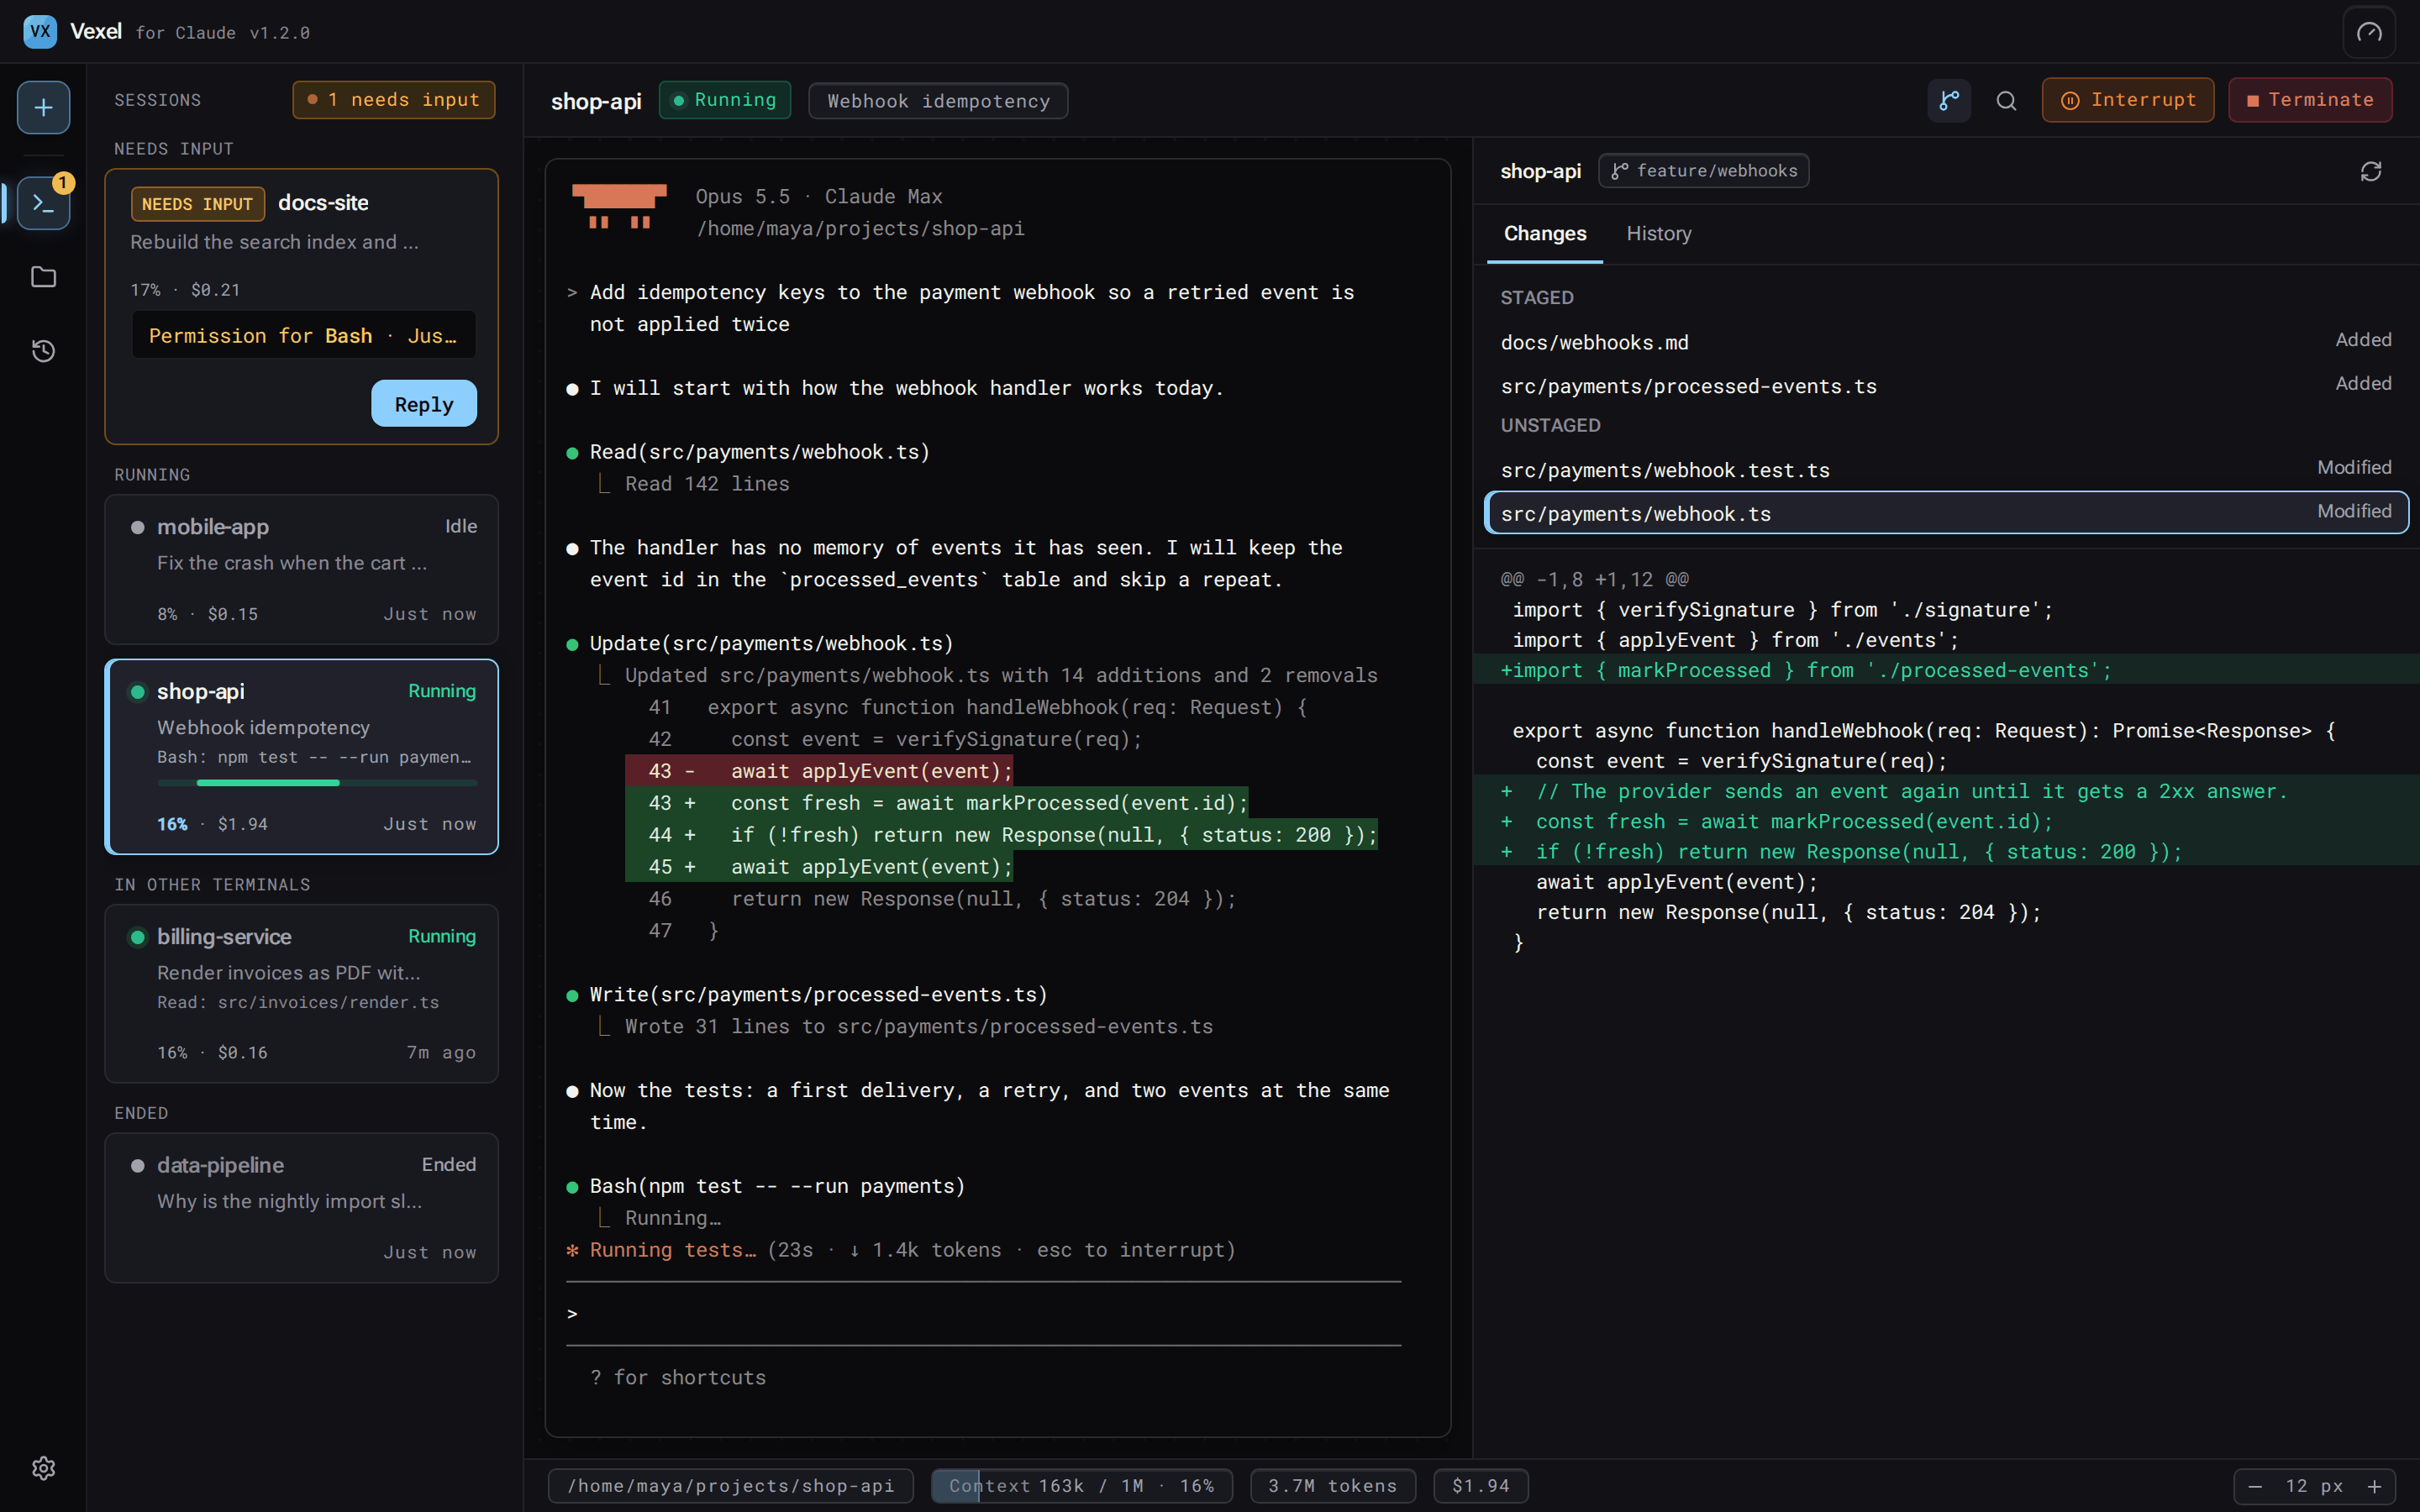 VX Vexel for Claude v1.2.0
SESSIONS
1 needs input
NEEDS INPUT
NEEDS INPUT docs-site
Rebuild the search index and ...
17% · $0.21
Permission for Bash · Jus…
Reply
RUNNING
mobile-app Idle
Fix the crash when the cart ...
8% · $0.15 Just now
shop-api Running
Webhook idempotency
Bash: npm test -- --run paymen…
16% · $1.94 Just now
IN OTHER TERMINALS
billing-service Running
Render invoices as PDF wit...
Read: src/invoices/render.ts
16% · $0.16 7m ago
ENDED
data-pipeline Ended
Why is the nightly import sl...
Just now
1
shop-api Running Webhook idempotency
Interrupt Terminate
Opus 5.5 · Claude Max
/home/maya/projects/shop-api
> Add idempotency keys to the payment webhook so a retried event is
not applied twice
● I will start with how the webhook handler works today.
● Read(src/payments/webhook.ts)
⎿ Read 142 lines
● The handler has no memory of events it has seen. I will keep the
event id in the `processed_events` table and skip a repeat.
● Update(src/payments/webhook.ts)
⎿ Updated src/payments/webhook.ts with 14 additions and 2 removals
41 export async function handleWebhook(req: Request) {
42 const event = verifySignature(req);
43 - await applyEvent(event);
43 + const fresh = await markProcessed(event.id);
44 + if (!fresh) return new Response(null, { status: 200 });
45 + await applyEvent(event);
46 return new Response(null, { status: 204 });
47 }
● Write(src/payments/processed-events.ts)
⎿ Wrote 31 lines to src/payments/processed-events.ts
● Now the tests: a first delivery, a retry, and two events at the same
time.
● Bash(npm test -- --run payments)
⎿ Running…
✻ Running tests… (23s · ↓ 1.4k tokens · esc to interrupt)
>
? for shortcuts
shop-api feature/webhooks
Changes History
STAGED
docs/webhooks.md Added
src/payments/processed-events.ts Added
UNSTAGED
src/payments/webhook.test.ts Modified
src/payments/webhook.ts Modified
@@ -1,8 +1,12 @@
import { verifySignature } from './signature';
import { applyEvent } from './events';
+import { markProcessed } from './processed-events';
export async function handleWebhook(req: Request): Promise<Response> {
const event = verifySignature(req);
+ // The provider sends an event again until it gets a 2xx answer.
+ const fresh = await markProcessed(event.id);
+ if (!fresh) return new Response(null, { status: 200 });
await applyEvent(event);
return new Response(null, { status: 204 });
}
/home/maya/projects/shop-api Context 163k / 1M · 16% 3.7M tokens $1.94 − 12 px +